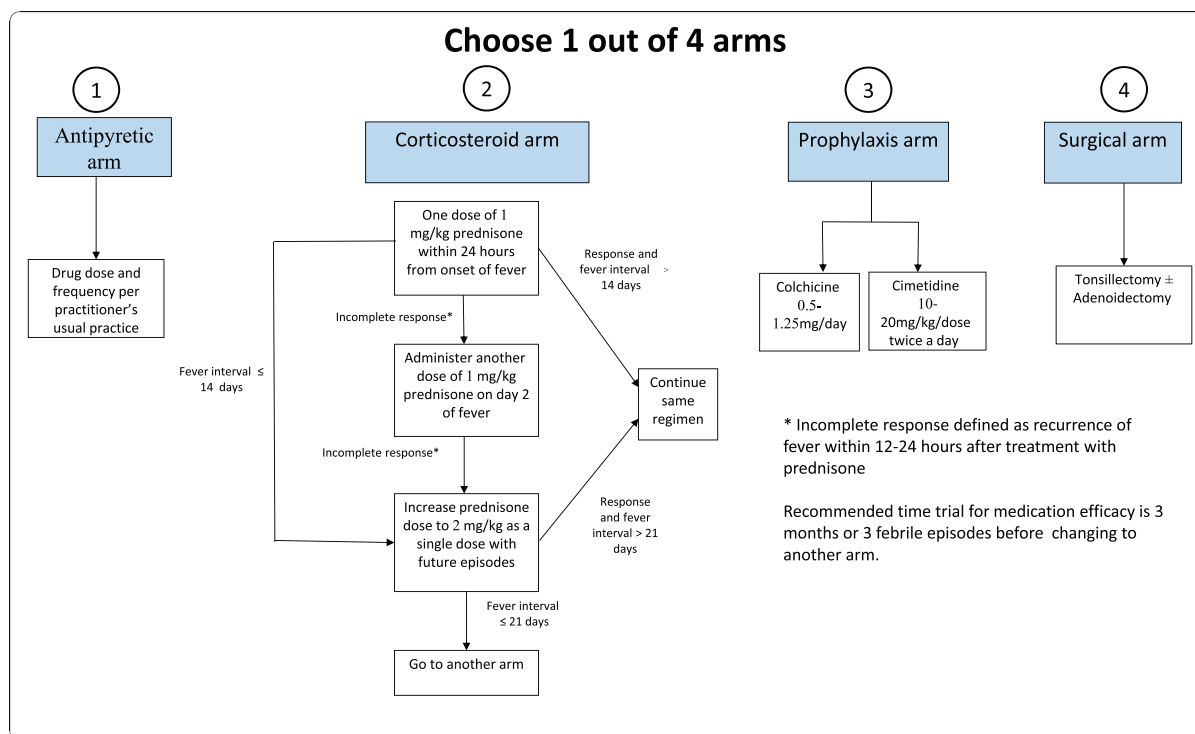 Choose 1 out of 4 arms
1
Antipyretic
arm
Drug dose and
frequency per
practitioner’s
usual practice
2
Corticosteroid arm
One dose of 1
mg/kg prednisone
within 24 hours
from onset of fever
Response and
fever interval >
14 days
Incomplete response*
Fever interval ≤
14 days
Administer another
dose of 1 mg/kg
prednisone on day 2
of fever
Continue
same
regimen
Incomplete response*
Increase prednisone
dose to 2 mg/kg as a
single dose with
future episodes
Response
and fever
interval > 21
days
Fever interval
≤ 21 days
Go to another arm
3
Prophylaxis arm
Colchicine
0.5-
1.25mg/day
Cimetidine
10-
20mg/kg/dose
twice a day
4
Surgical arm
Tonsillectomy ±
Adenoidectomy
* Incomplete response defined as recurrence of
fever within 12-24 hours after treatment with
prednisone
Recommended time trial for medication efficacy is 3
months or 3 febrile episodes before changing to
another arm.